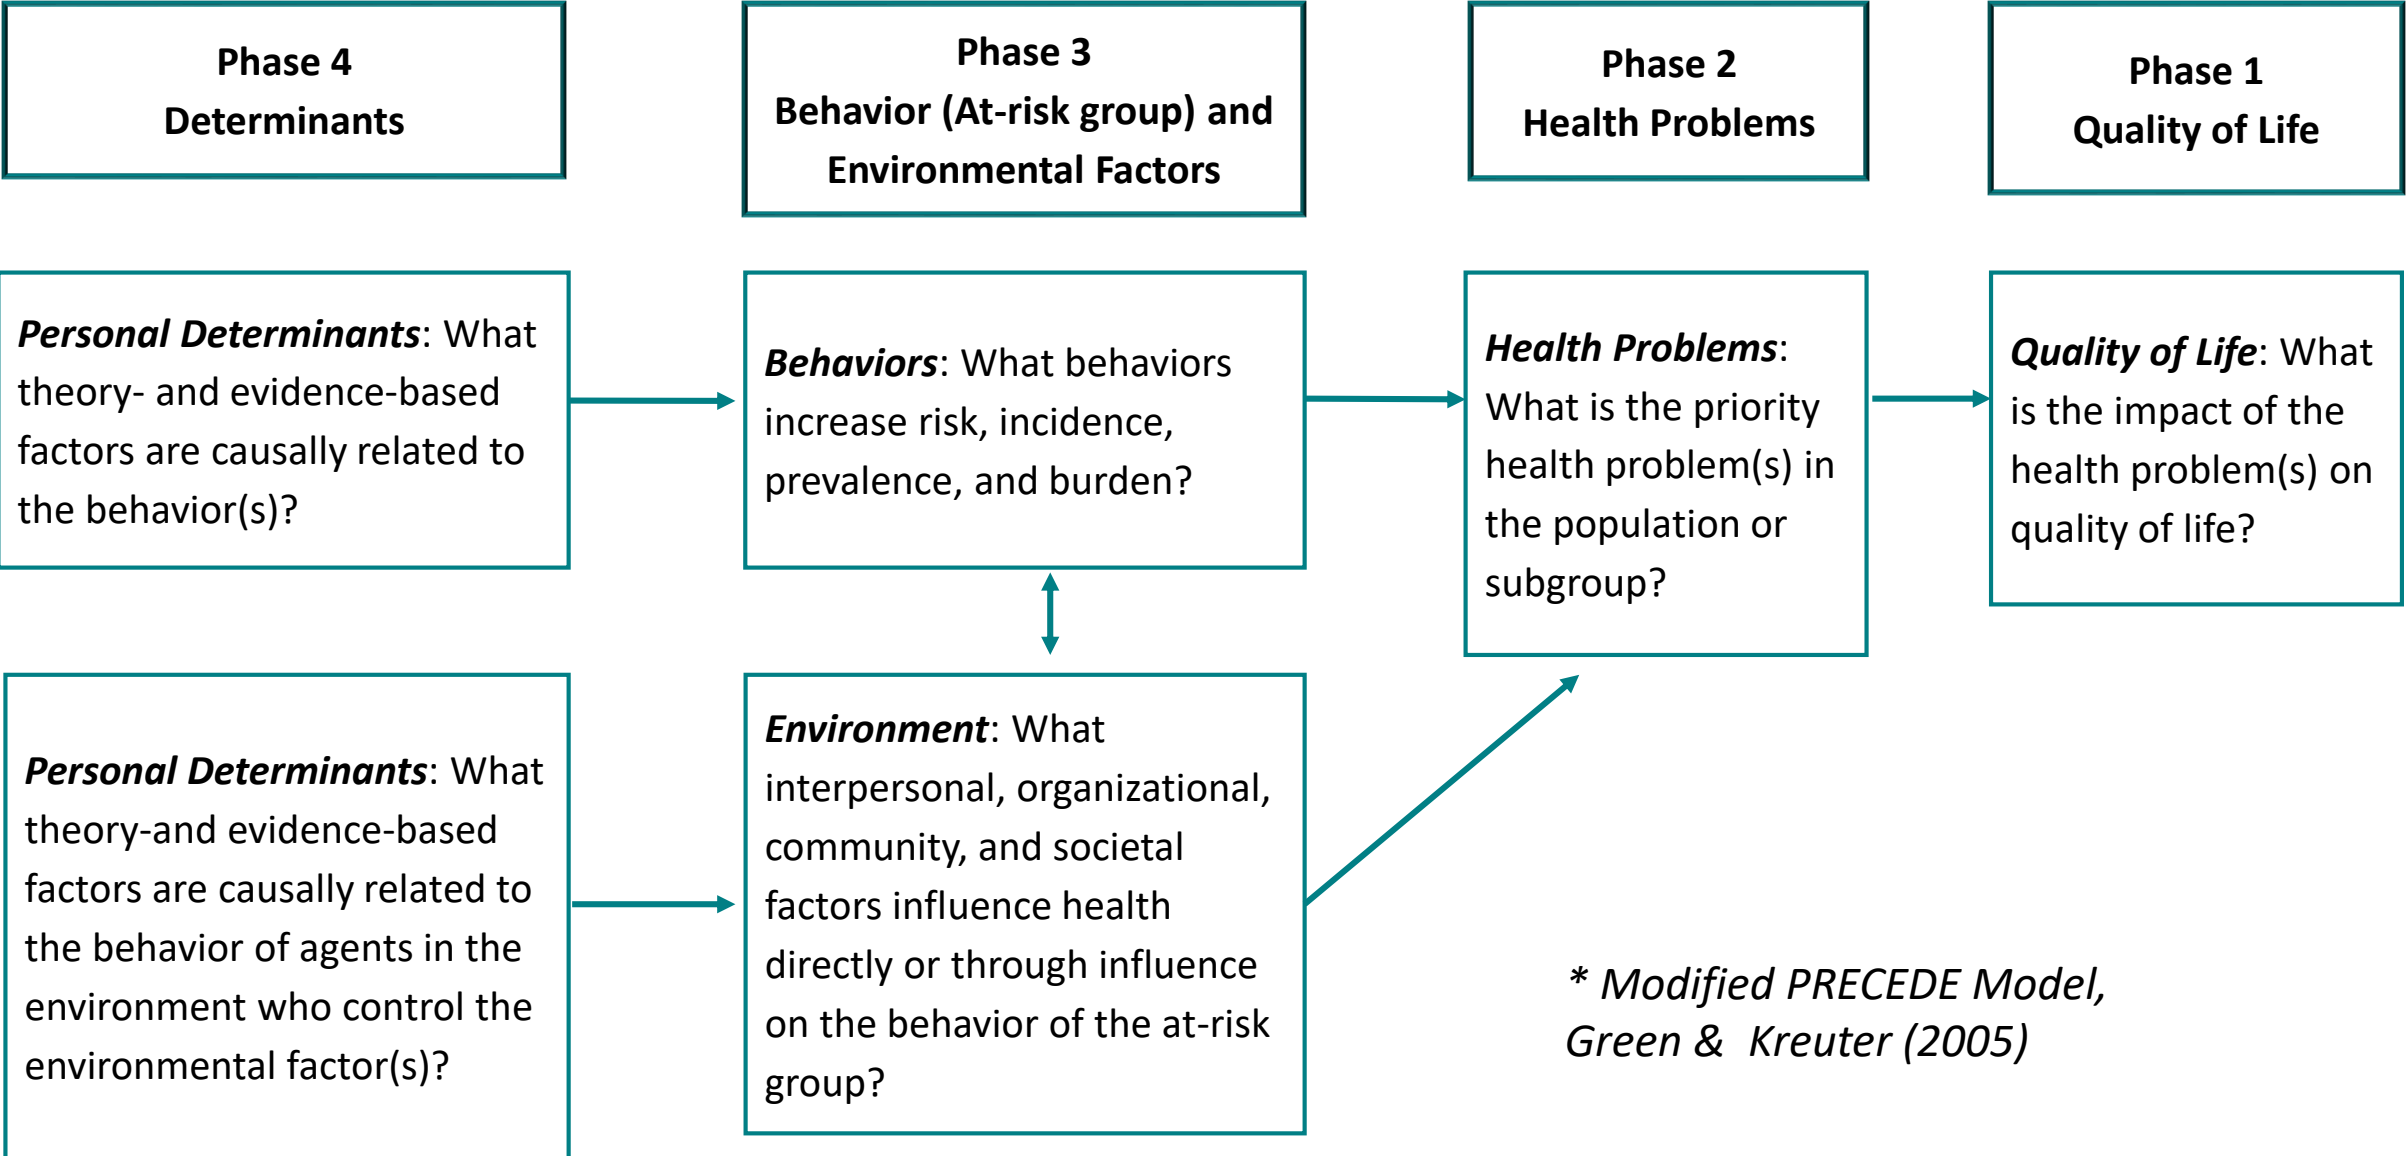 Phase 4
Determinants
Phase 3
Behavior (At-risk group) and
Environmental Factors
Phase 2
Health Problems
Phase 1
Quality of Life
Personal Determinants: What
theory- and evidence-based
factors are causally related to
the behavior(s)?
Behaviors: What behaviors
increase risk, incidence,
prevalence, and burden?
Health Problems:
What is the priority
health problem(s) in
the population or
subgroup?
Quality of Life: What
is the impact of the
health problem(s) on
quality of life?
Personal Determinants: What
theory-and evidence-based
factors are causally related to
the behavior of agents in the
environment who control the
environmental factor(s)?
Environment: What
interpersonal, organizational,
community, and societal
factors influence health
directly or through influence
on the behavior of the at-risk
group?
* Modified PRECEDE Model,
Green &  Kreuter (2005)